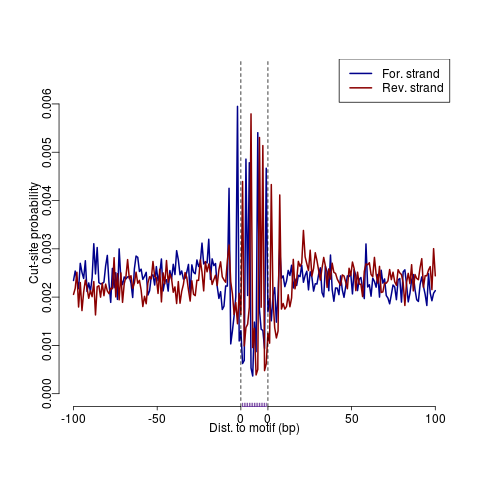 For. strand
Rev. strand
Cut-site probability
0.006
0.005
0.004
0.003
0.002
0.001
0.000
-100 -50 0 0 50 100
Dist. to motif (bp)